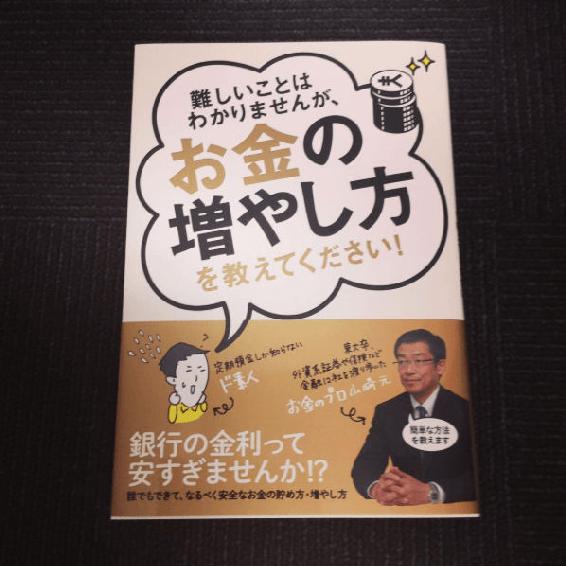 難しいことは
わかりませんが、
お金の
増やし方
を教えてください!
定期預金しか知らない
ド素人
東大卒、
外資系証券や保険など
金融12社を渡り歩いた
お金のプロ山崎元
簡単な方法
を教えます
銀行の金利って
安すぎませんか!?
誰でもできて、なるべく安全なお金の貯め方・増やし方